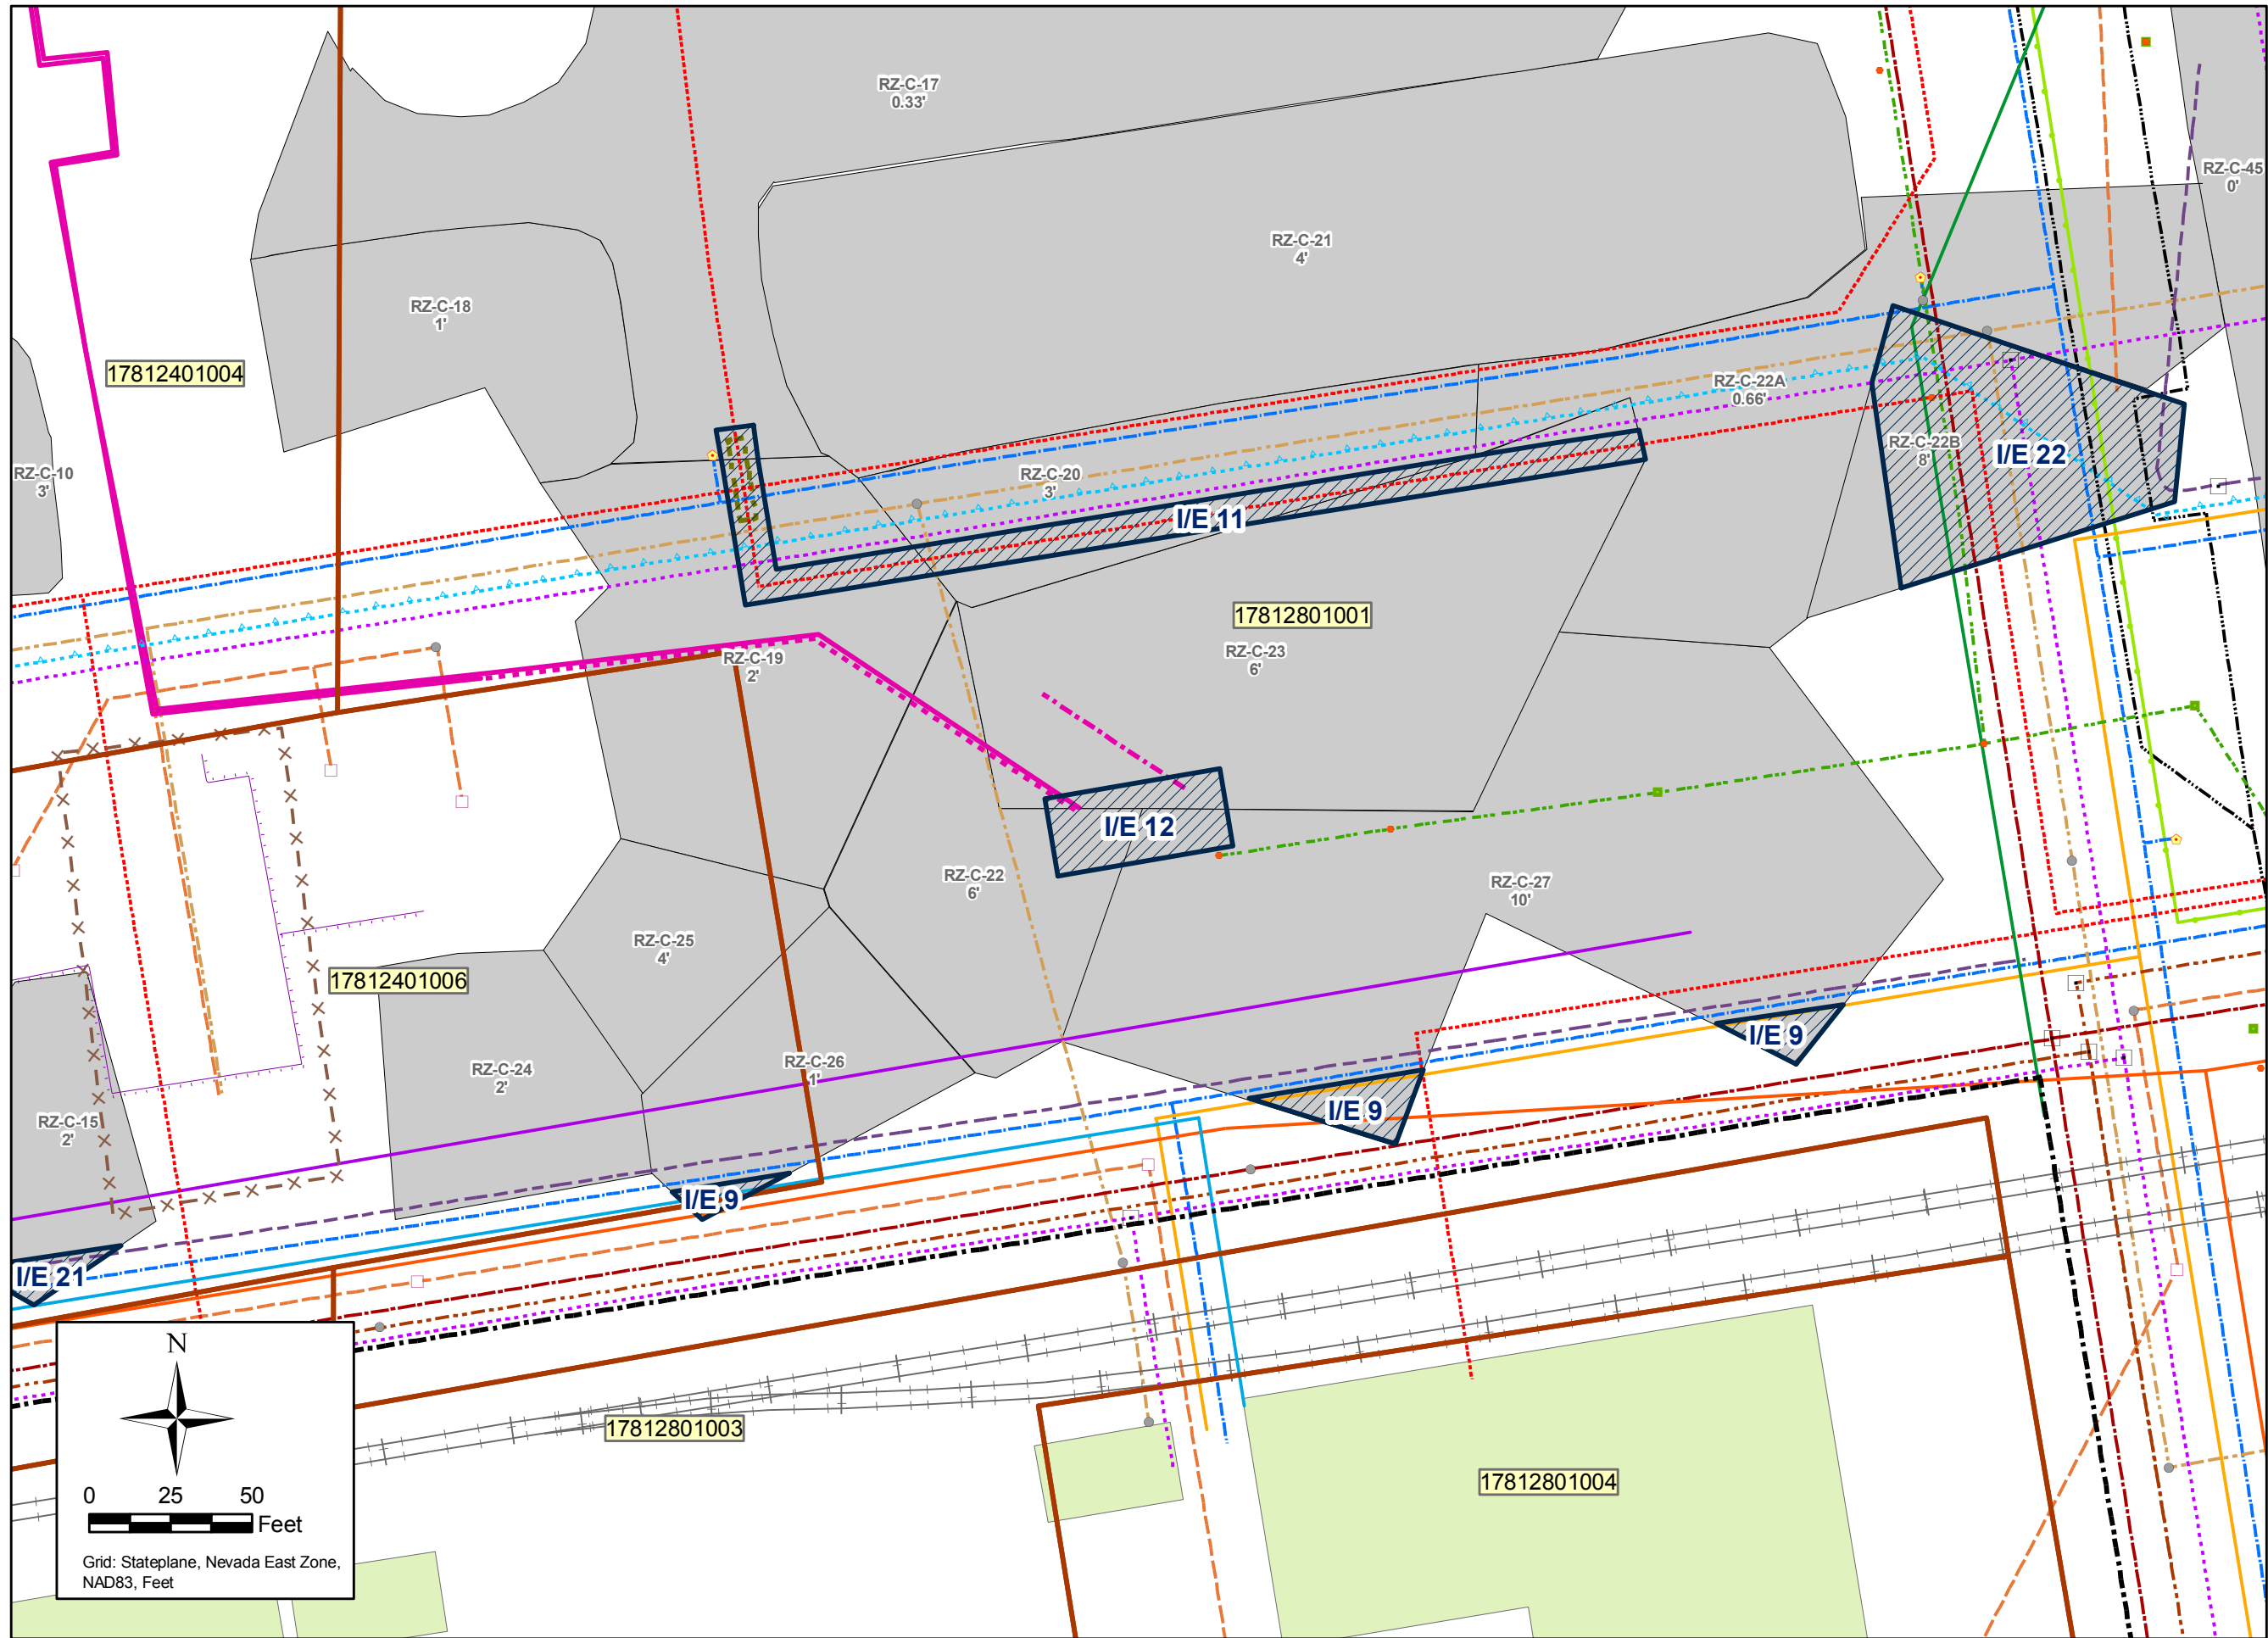 RZ-C-17
0.33'
RZ-C-45
0'
RZ-C-21
4'
RZ-C-18
1'
17812401004
RZ-C-22A
0.66'
RZ-C-22B
8'
I/E 22
RZ-C-10
3'
RZ-C-20
3'
I/E 11
17812801001
RZ-C-23
6'
RZ-C-19
2'
I/E 12
RZ-C-22
6'
RZ-C-27
10'
RZ-C-25
4'
17812401006
I/E 9
RZ-C-26
1'
RZ-C-24
2'
I/E 9
RZ-C-15
2'
I/E 9
I/E 21
N
0 25 50
Feet
Grid: Stateplane, Nevada East Zone,
NAD83, Feet
17812801003
17812801004